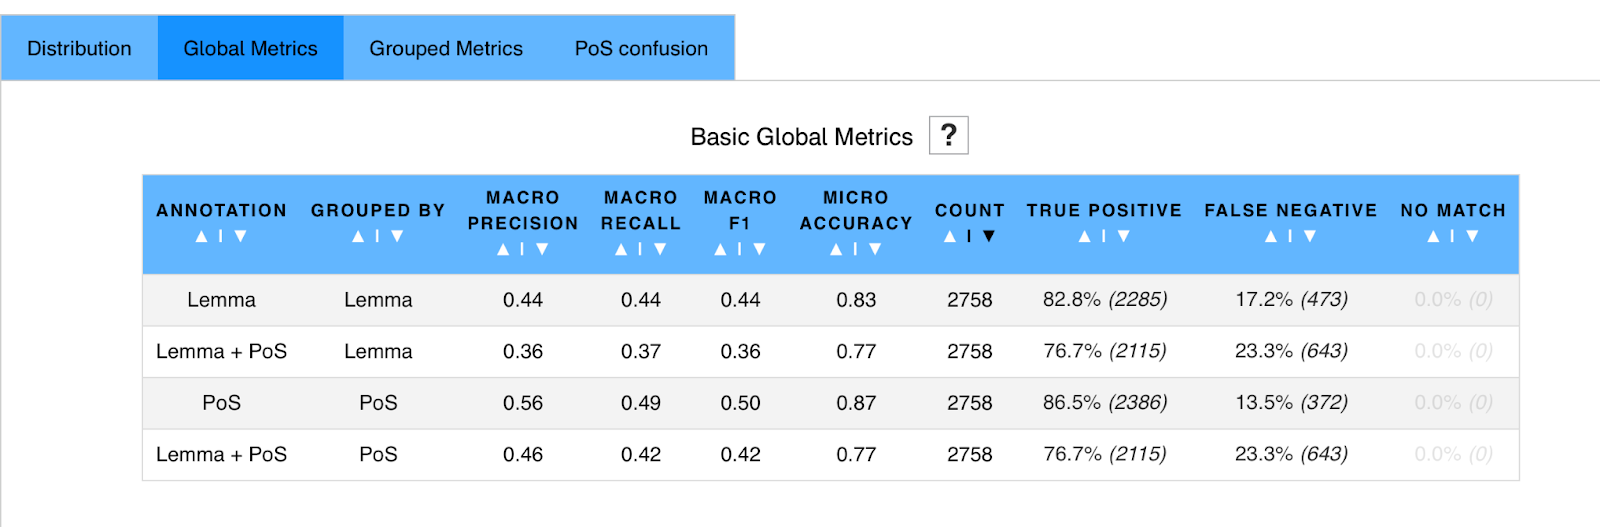 Distribution Global Metrics Grouped Metrics PoS confusion
Basic Global Metrics ?
ANNOTATION GROUPED BY MACRO PRECISION MACRO RECALL MACRO F1 MICRO ACCURACY COUNT TRUE POSITIVE FALSE NEGATIVE NO MATCH
▲ | ▼ ▲ | ▼ ▲ | ▼ ▲ | ▼ ▲ | ▼ ▲ | ▼ ▲ | ▼ ▲ | ▼ ▲ | ▼ ▲ | ▼
Lemma Lemma 0.44 0.44 0.44 0.83 2758 82.8% (2285) 17.2% (473) 0.0% (0)
Lemma + PoS Lemma 0.36 0.37 0.36 0.77 2758 76.7% (2115) 23.3% (643) 0.0% (0)
PoS PoS 0.56 0.49 0.50 0.87 2758 86.5% (2386) 13.5% (372) 0.0% (0)
Lemma + PoS PoS 0.46 0.42 0.42 0.77 2758 76.7% (2115) 23.3% (643) 0.0% (0)